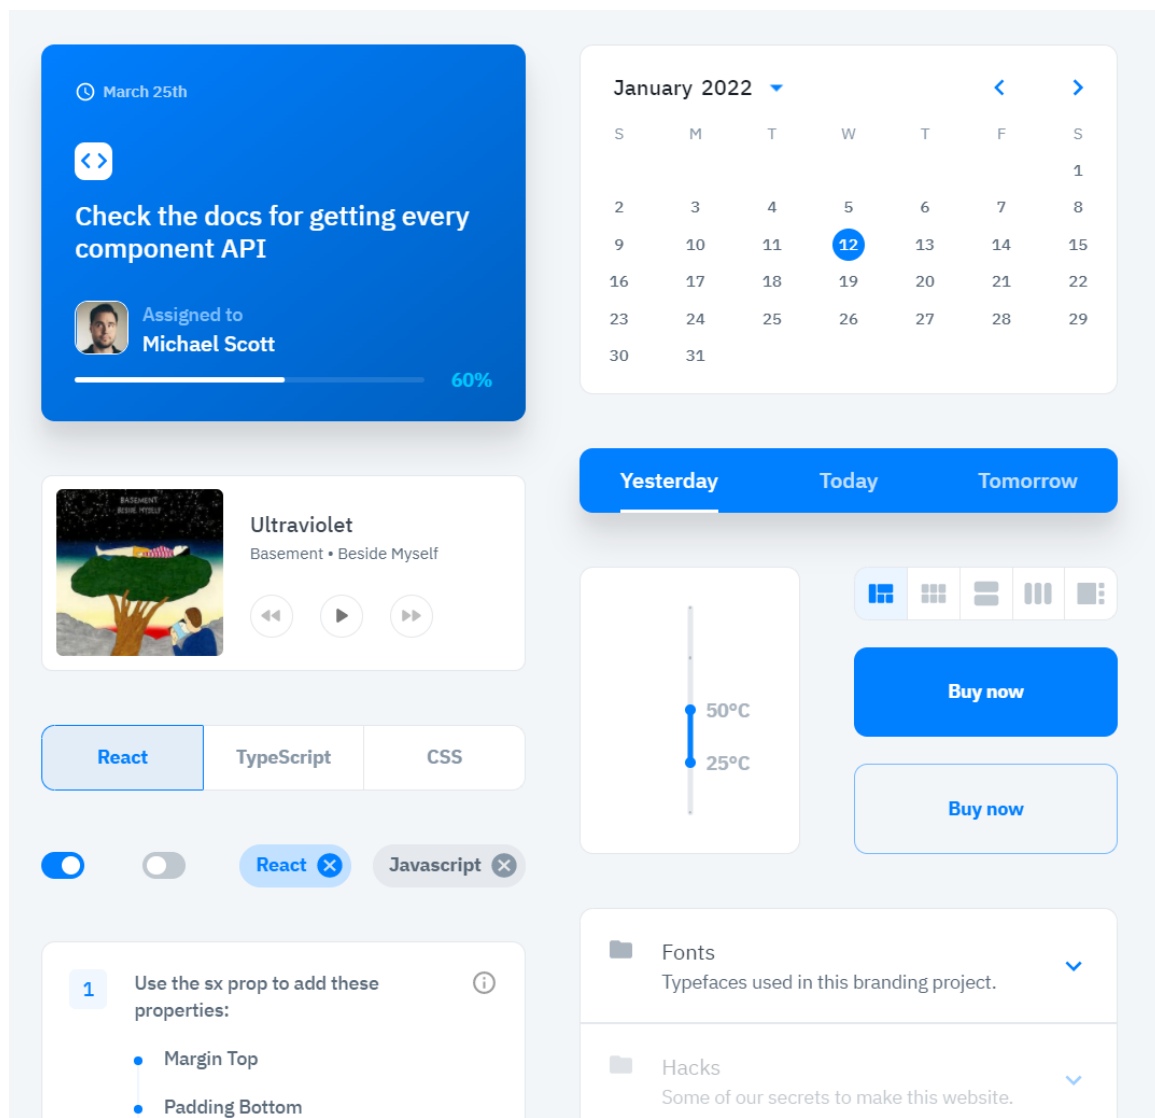 March 25th
Check the docs for getting every
component API
Assigned to
Michael Scott
60%
January 2022
S M T W T F S
1
2 3 4 5 6 7 8
9 10 11 12 13 14 15
16 17 18 19 20 21 22
23 24 25 26 27 28 29
30 31
BASEMENT
BESIDE MYSELF
Ultraviolet
Basement • Beside Myself
Yesterday Today Tomorrow
50°C
25°C
Buy now
Buy now
React TypeScript CSS
React Javascript
1
Use the sx prop to add these
properties:
Margin Top
Padding Bottom
Fonts
Typefaces used in this branding project.
Hacks
Some of our secrets to make this website.